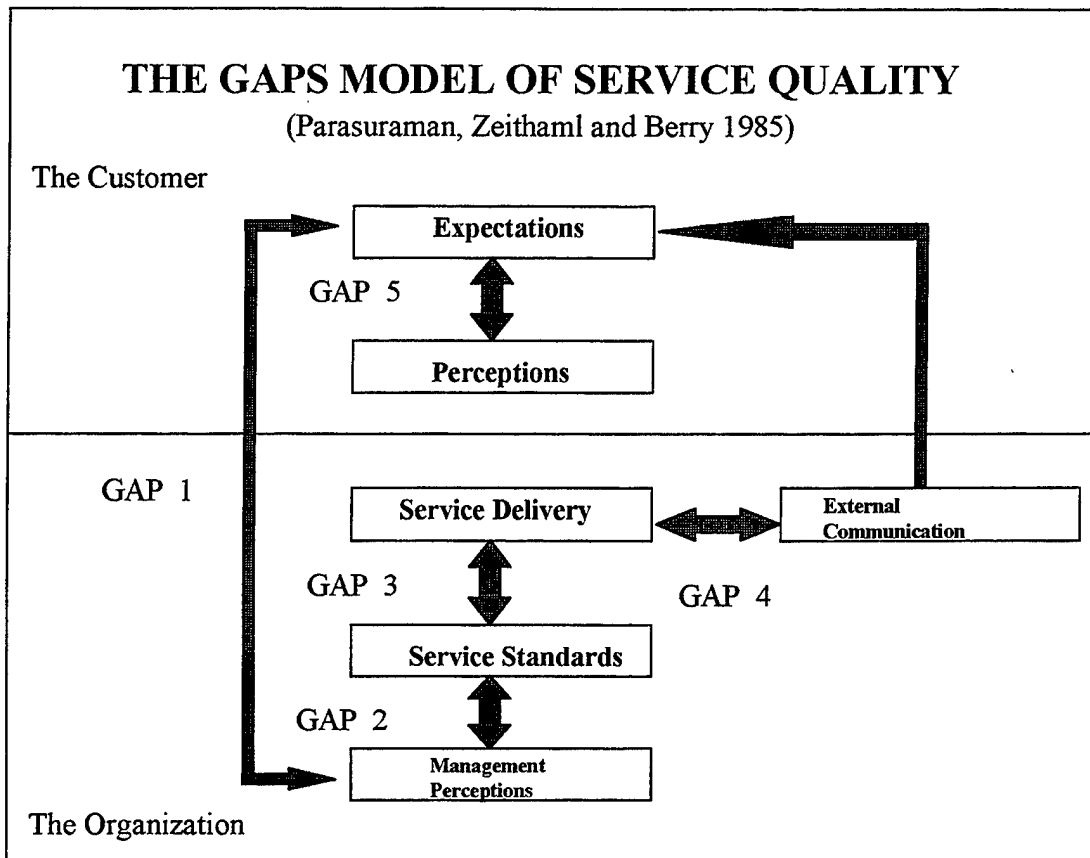 THE GAPS MODEL OF SERVICE QUALITY
(Parasuraman, Zeithaml and Berry 1985)
The Customer
Expectations
GAP 5
Perceptions
GAP 1
Service Delivery
External
Communication
GAP 3
GAP 4
Service Standards
GAP 2
Management
Perceptions
The Organization